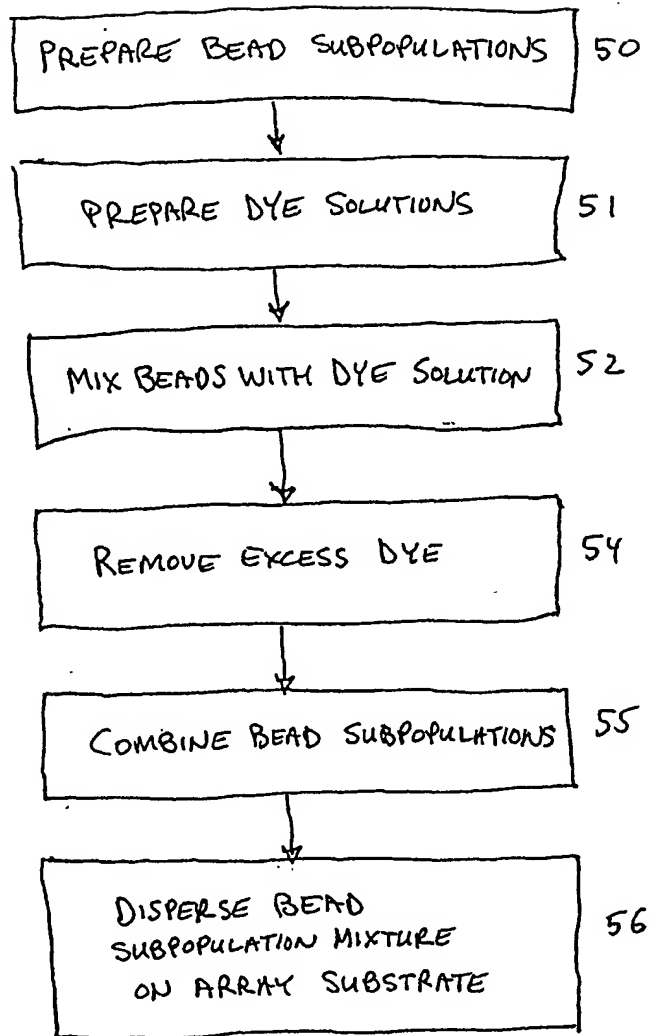 PREPARE BEAD SUBPOPULATIONS 50
PREPARE DYE SOLUTIONS 51
MIX BEADS WITH DYE SOLUTION 52
REMOVE EXCESS DYE 54
COMBINE BEAD SUBPOPULATIONS 55
DISPERSE BEAD
SUBPOPULATION MIXTURE 56
ON ARRAY SUBSTRATE